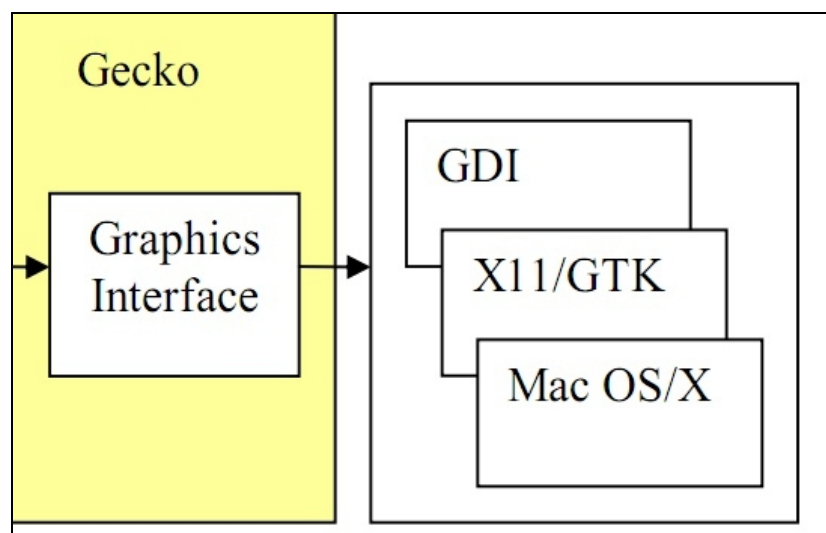 Gecko
Graphics
Interface
GDI
X11/GTK
Mac OS/X